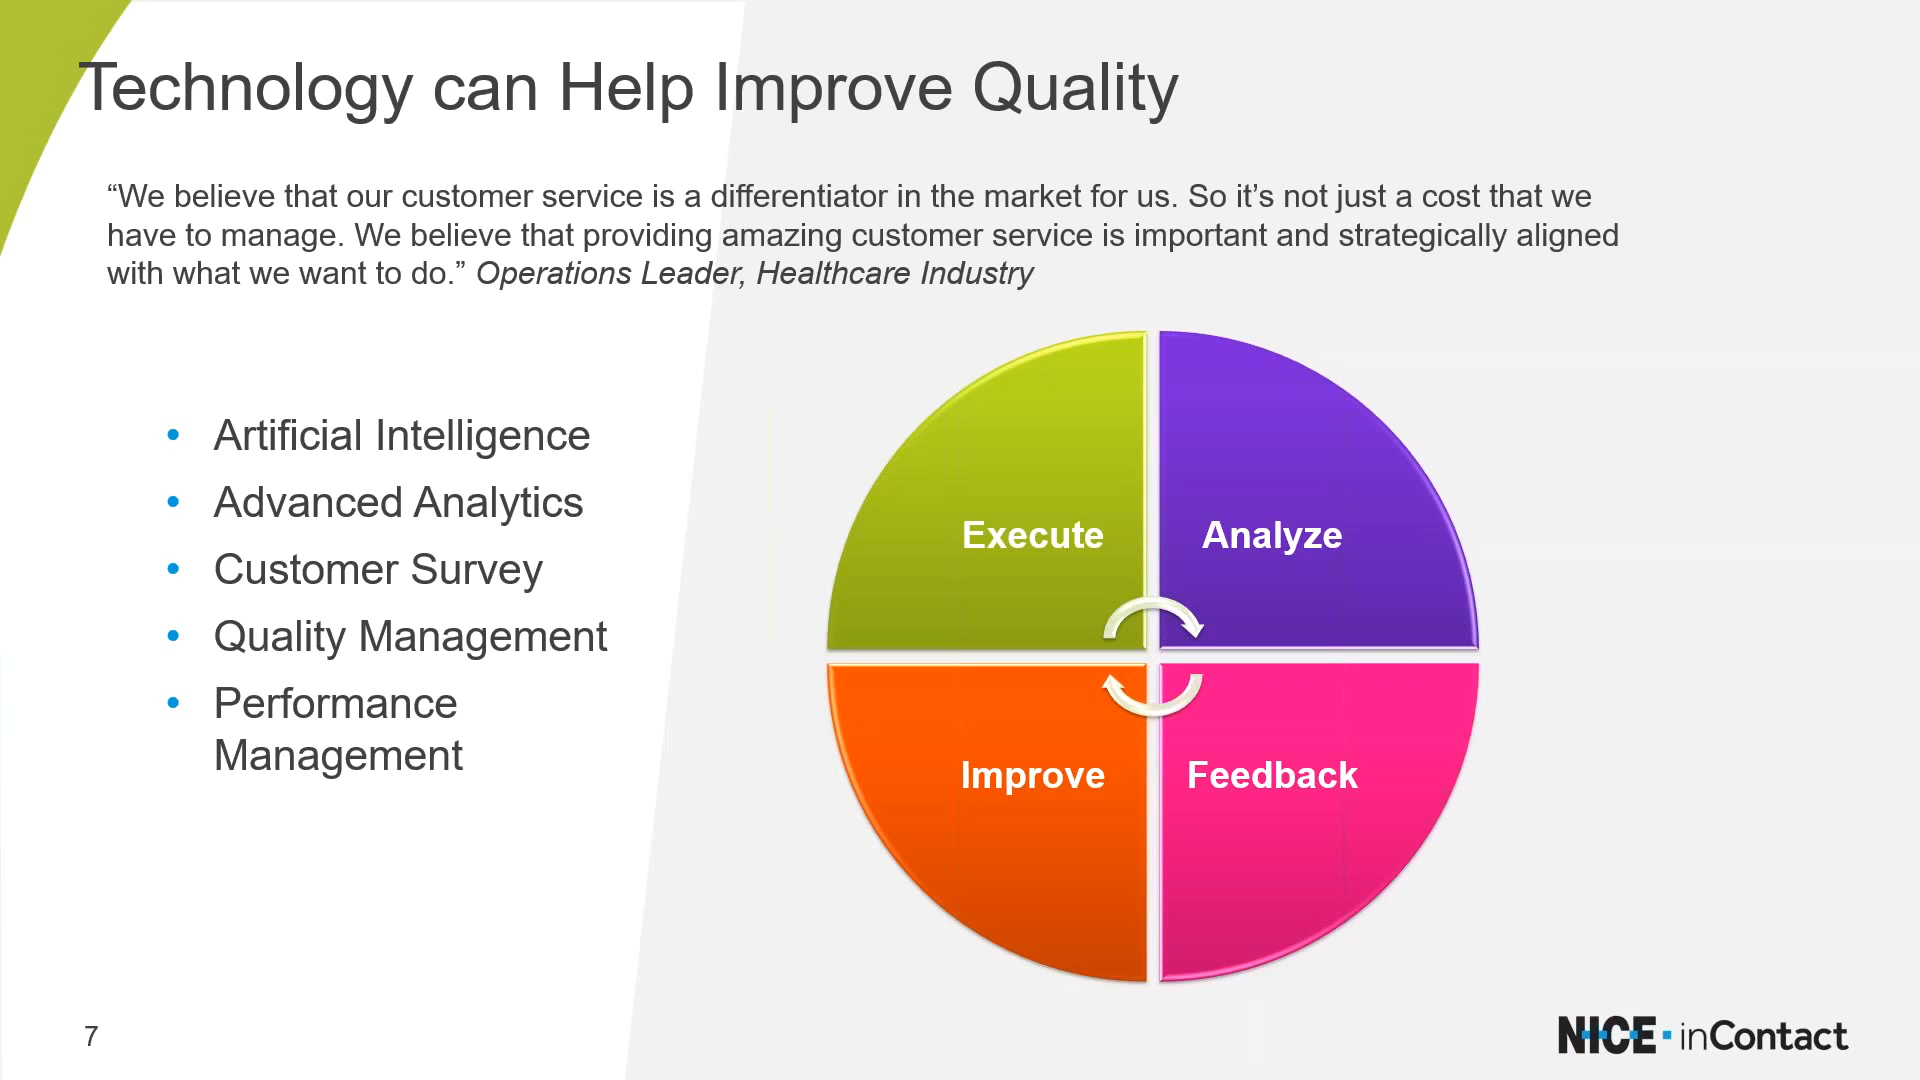 Technology can Help Improve Quality
“We believe that our customer service is a differentiator in the market for us. So it’s not just a cost that we
have to manage. We believe that providing amazing customer service is important and strategically aligned
with what we want to do.” Operations Leader, Healthcare Industry
• Artificial Intelligence
• Advanced Analytics
• Customer Survey
• Quality Management
• Performance
Management
Execute
Analyze
Improve
Feedback
7
NICE inContact